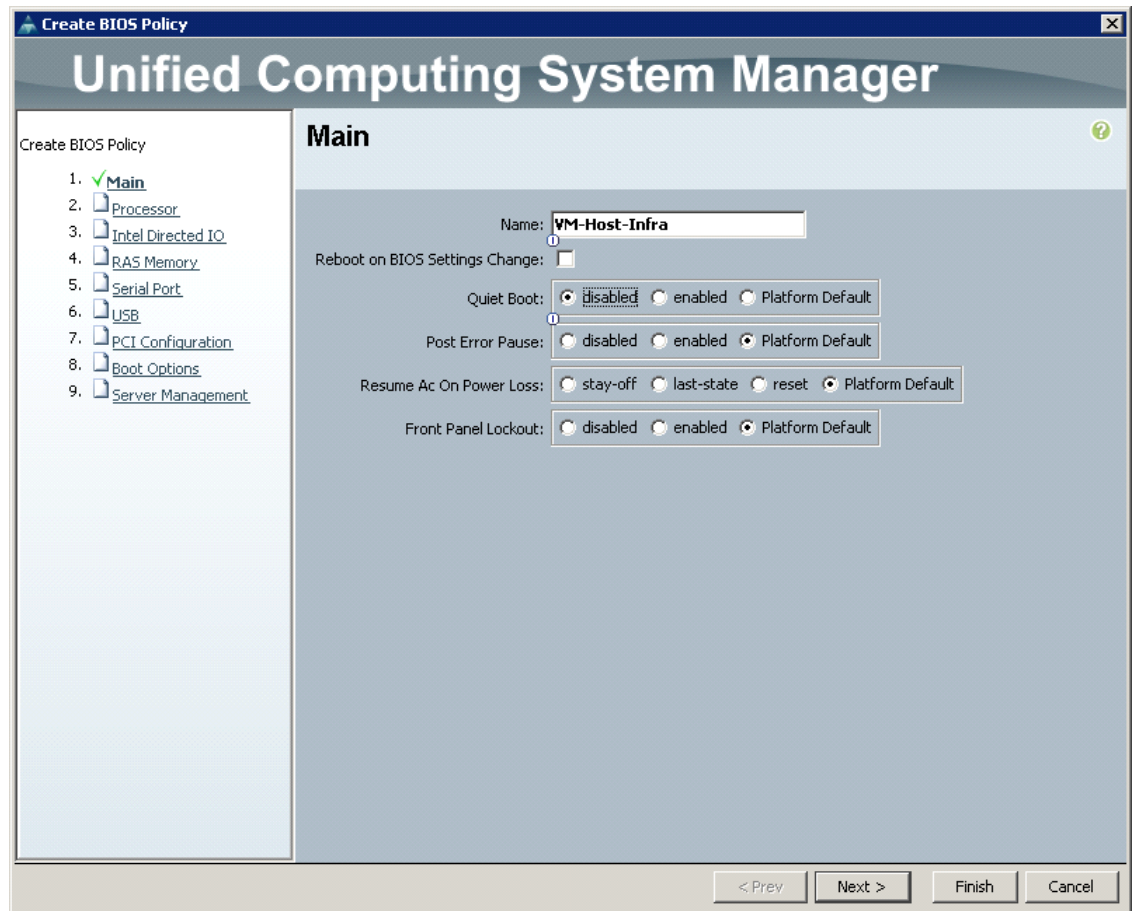 Create BIOS Policy
Unified Computing System Manager
Create BIOS Policy
1. Main
2. Processor
3. Intel Directed IO
4. RAS Memory
5. Serial Port
6. USB
7. PCI Configuration
8. Boot Options
9. Server Management
Main
?
Name: VM-Host-Infra
Reboot on BIOS Settings Change:
Quiet Boot: disabled enabled Platform Default
Post Error Pause: disabled enabled Platform Default
Resume Ac On Power Loss: stay-off last-state reset Platform Default
Front Panel Lockout: disabled enabled Platform Default
< Prev Next > Finish Cancel